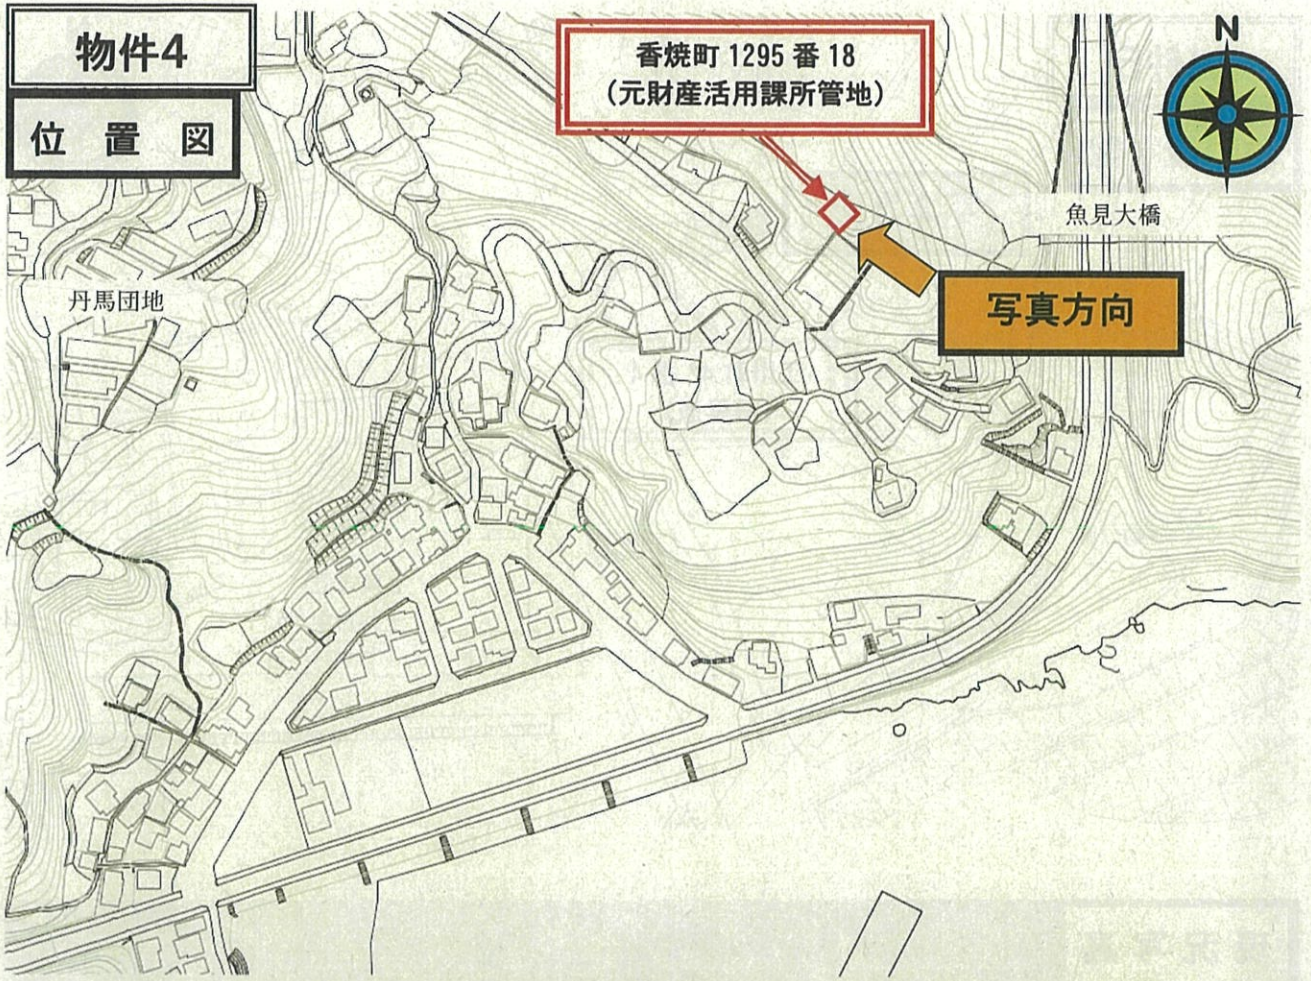 物件4
位 置 図
香焼町 1295 番 18
（元財産活用課所管地）
N
魚見大橋
写真方向
丹馬団地